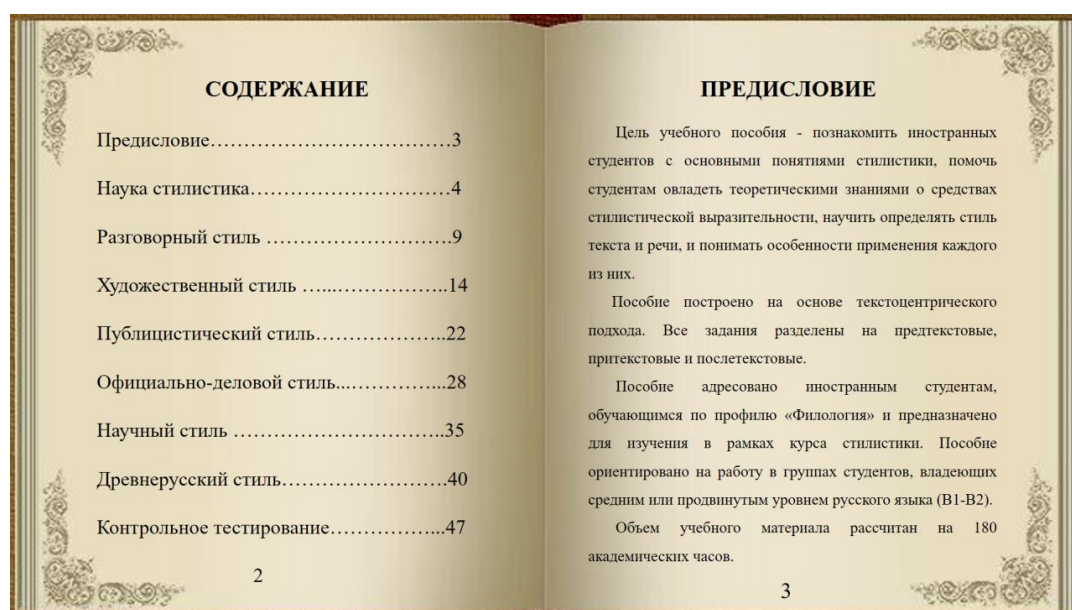 СОДЕРЖАНИЕ
Предисловие………………………………3
Наука стилистика…………………………4
Разговорный стиль ……………………….9
Художественный стиль …...……………..14
Публицистический стиль………………..22
Официально-деловой стиль...…………...28
Научный стиль …………………………..35
Древнерусский стиль…………………….40
Контрольное тестирование……………...47
2
ПРЕДИСЛОВИЕ
Цель учебного пособия - познакомить иностранных
студентов с основными понятиями стилистики, помочь
студентам овладеть теоретическими знаниями о средствах
стилистической выразительности, научить определять стиль
текста и речи, и понимать особенности применения каждого
из них.
Пособие построено на основе текстоцентрического
подхода. Все задания разделены на предтекстовые,
притекстовые и послетекстовые.
Пособие адресовано иностранным студентам,
обучающимся по профилю «Филология» и предназначено
для изучения в рамках курса стилистики. Пособие
ориентировано на работу в группах студентов, владеющих
средним или продвинутым уровнем русского языка (В1-В2).
Объем учебного материала рассчитан на 180
академических часов.
3